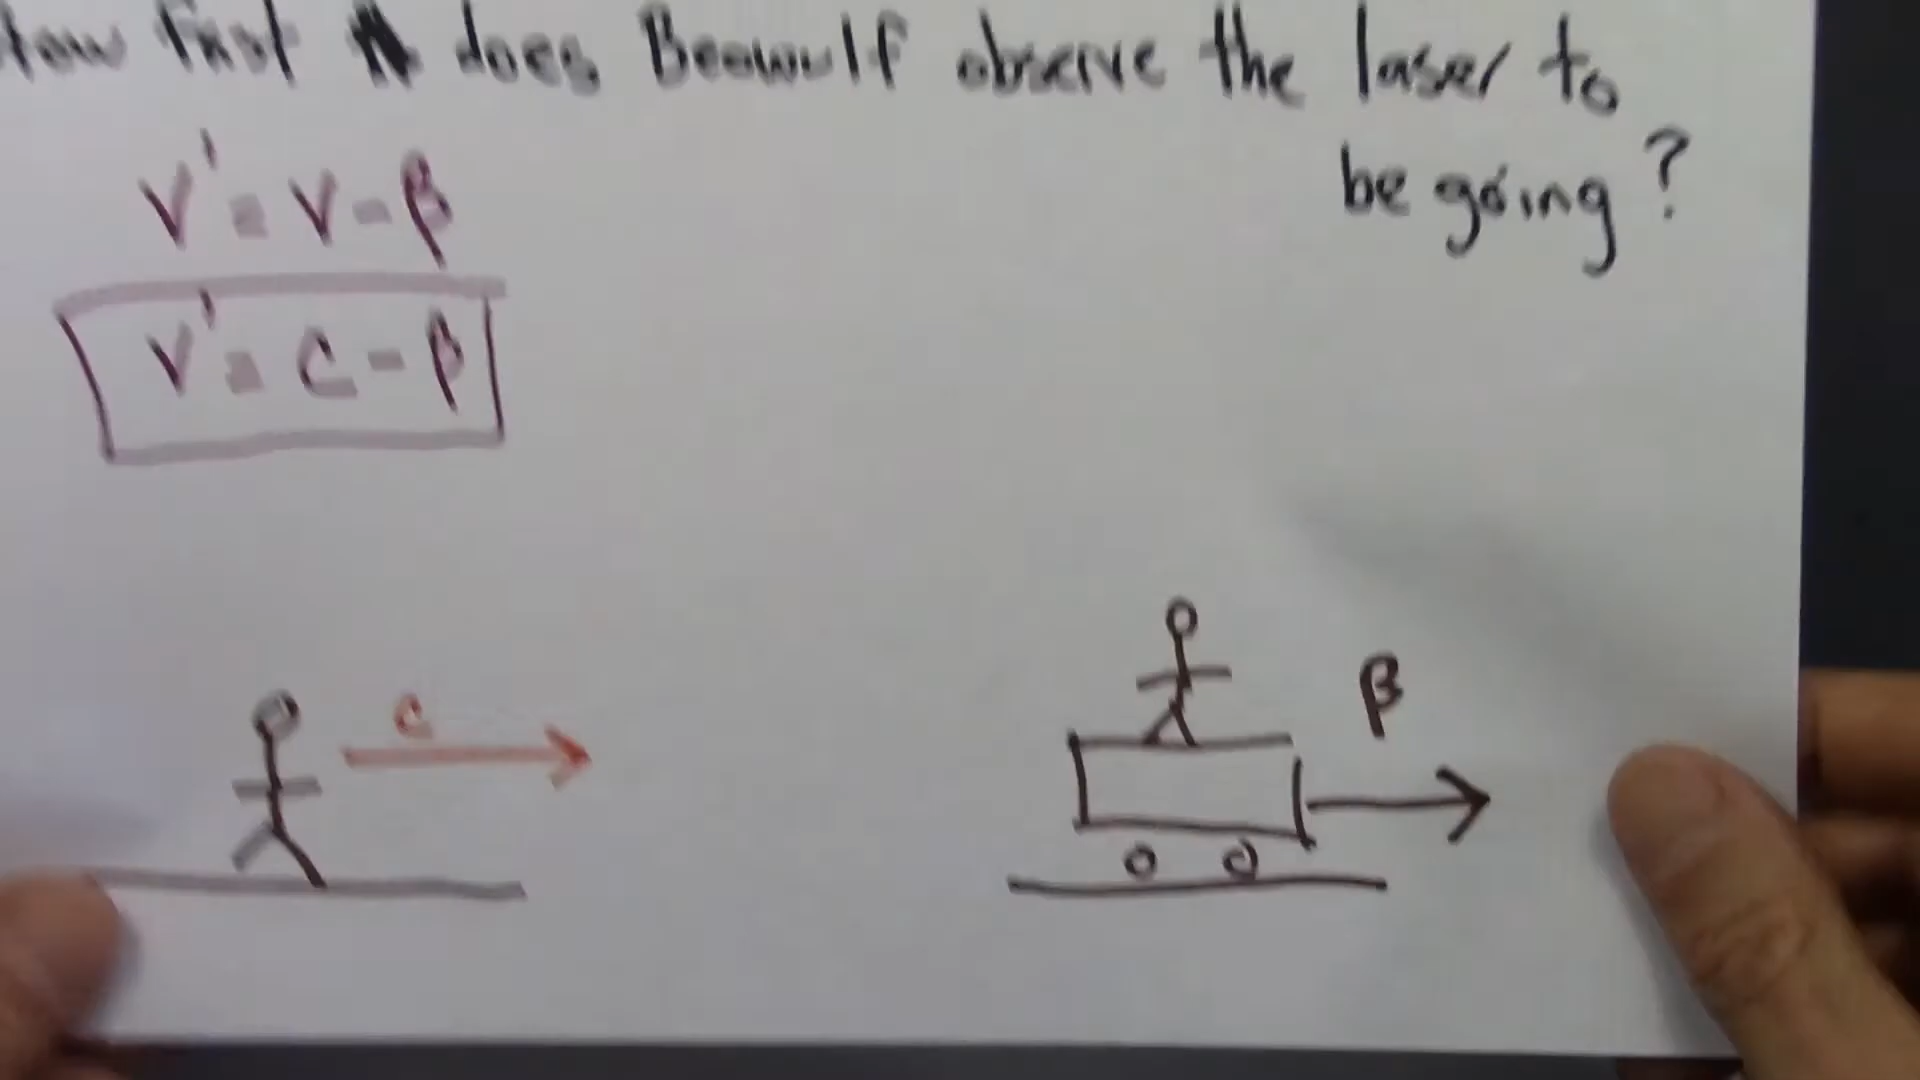 How fast does Beowulf observe the laser to
be going?
V' = V - β
V' = C - β
C
β